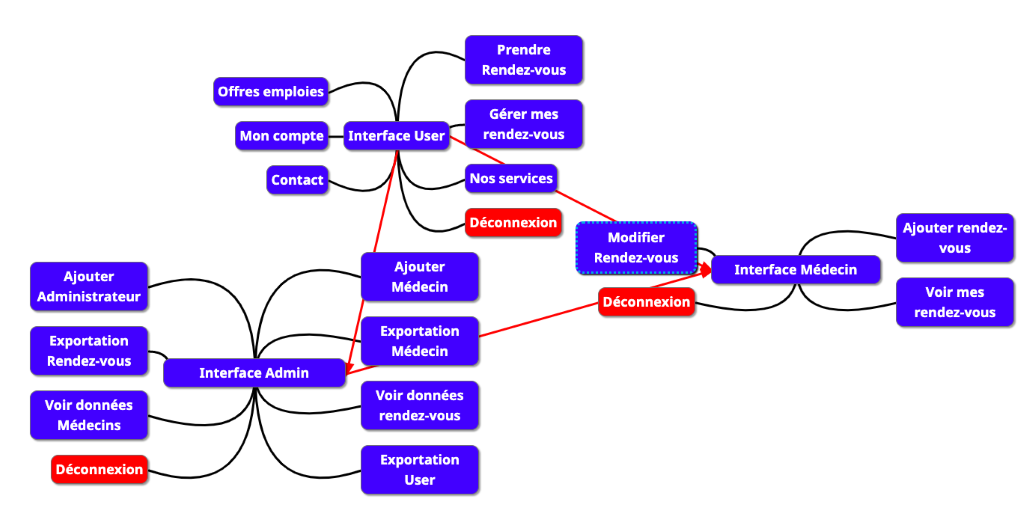 Prendre
Rendez-vous
Offres emploies
Gérer mes
rendez-vous
Mon compte
Interface User
Contact
Nos services
Déconnexion
Modifier
Rendez-vous
Ajouter rendez-
vous
Interface Médecin
Déconnexion
Voir mes
rendez-vous
Ajouter
Administrateur
Ajouter
Médecin
Exportation
Rendez-vous
Exportation
Médecin
Interface Admin
Voir données
Médecins
Voir données
rendez-vous
Déconnexion
Exportation
User